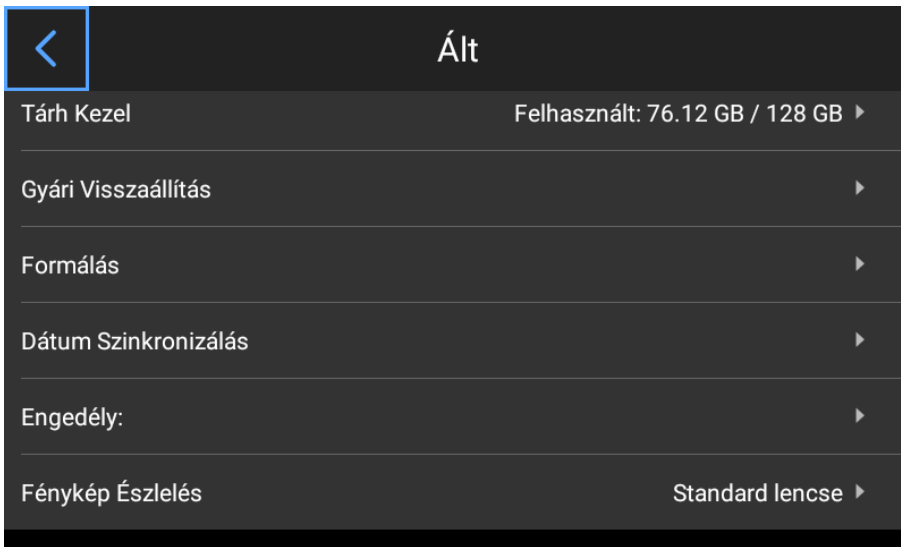 Ált
Tárh Kezel Felhasznált: 76.12 GB / 128 GB
Gyári Visszaállítás
Formálás
Dátum Szinkronizálás
Engedély:
Fénykép Észlelés Standard lencse